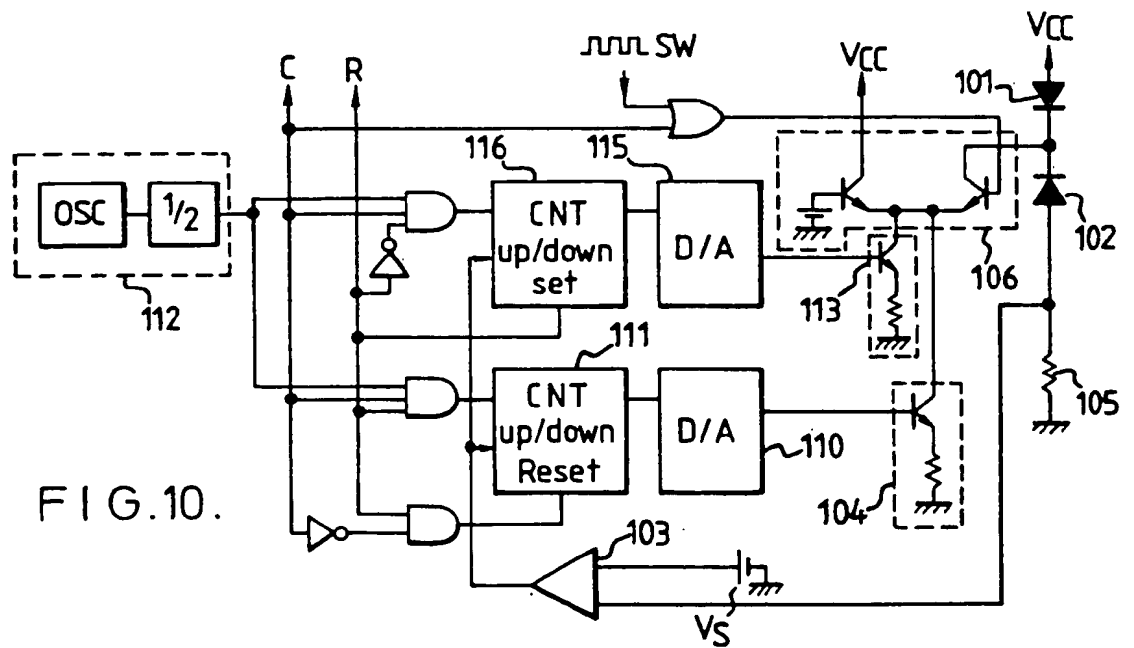 SW
VCC
VCC
C
R
101
116
115
OSC
1/2
CNT
up/down
set
D/A
102
106
112
113
111
CNT
up/down
Reset
D/A
110
105
104
FIG.10.
103
VS